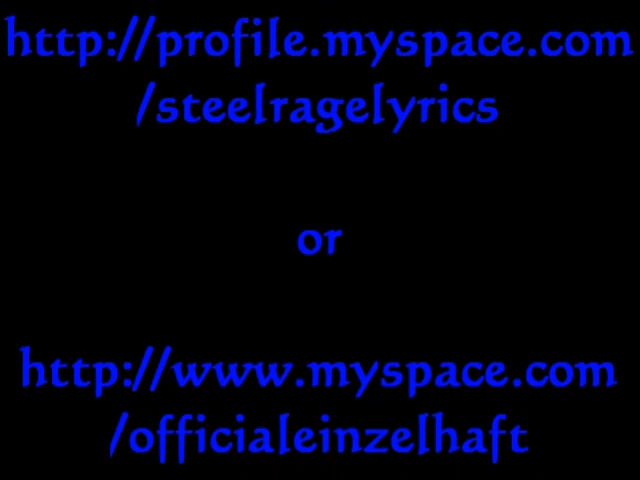 http://profile.myspace.com
/steelragelyrics
or
http://www.myspace.com
/officialeinzelhaft